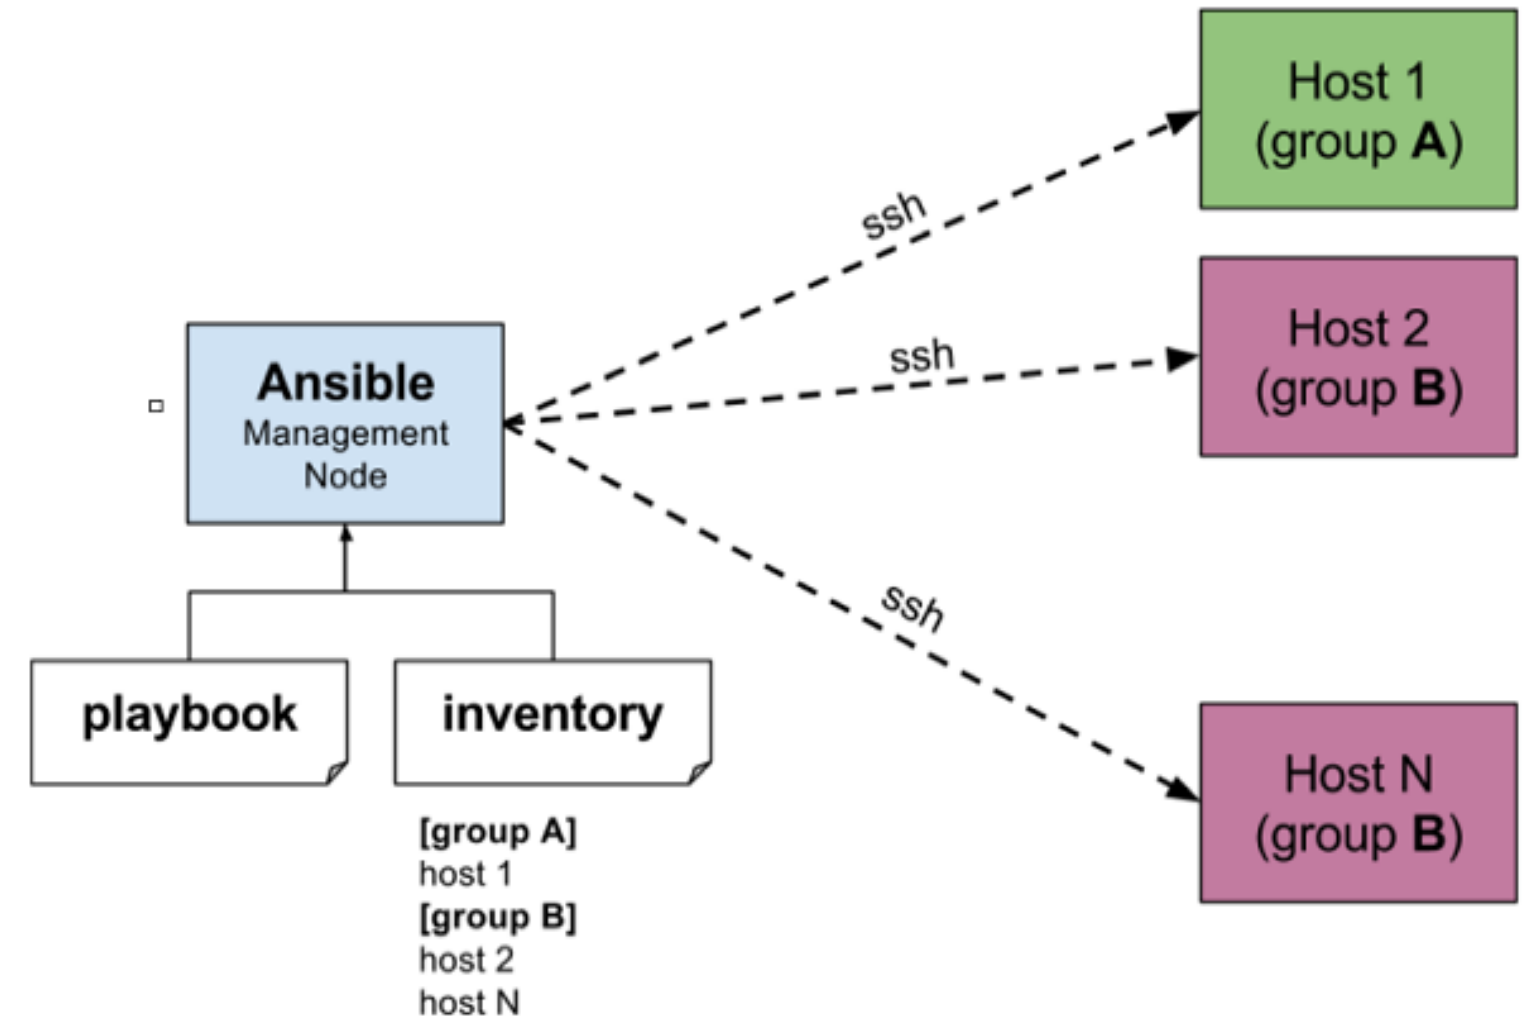 Host 1
(group A)
ssh
Host 2
(group B)
ssh
Ansible
Management
Node
ssh
playbook
inventory
Host N
(group B)
[group A]
host 1
[group B]
host 2
host N